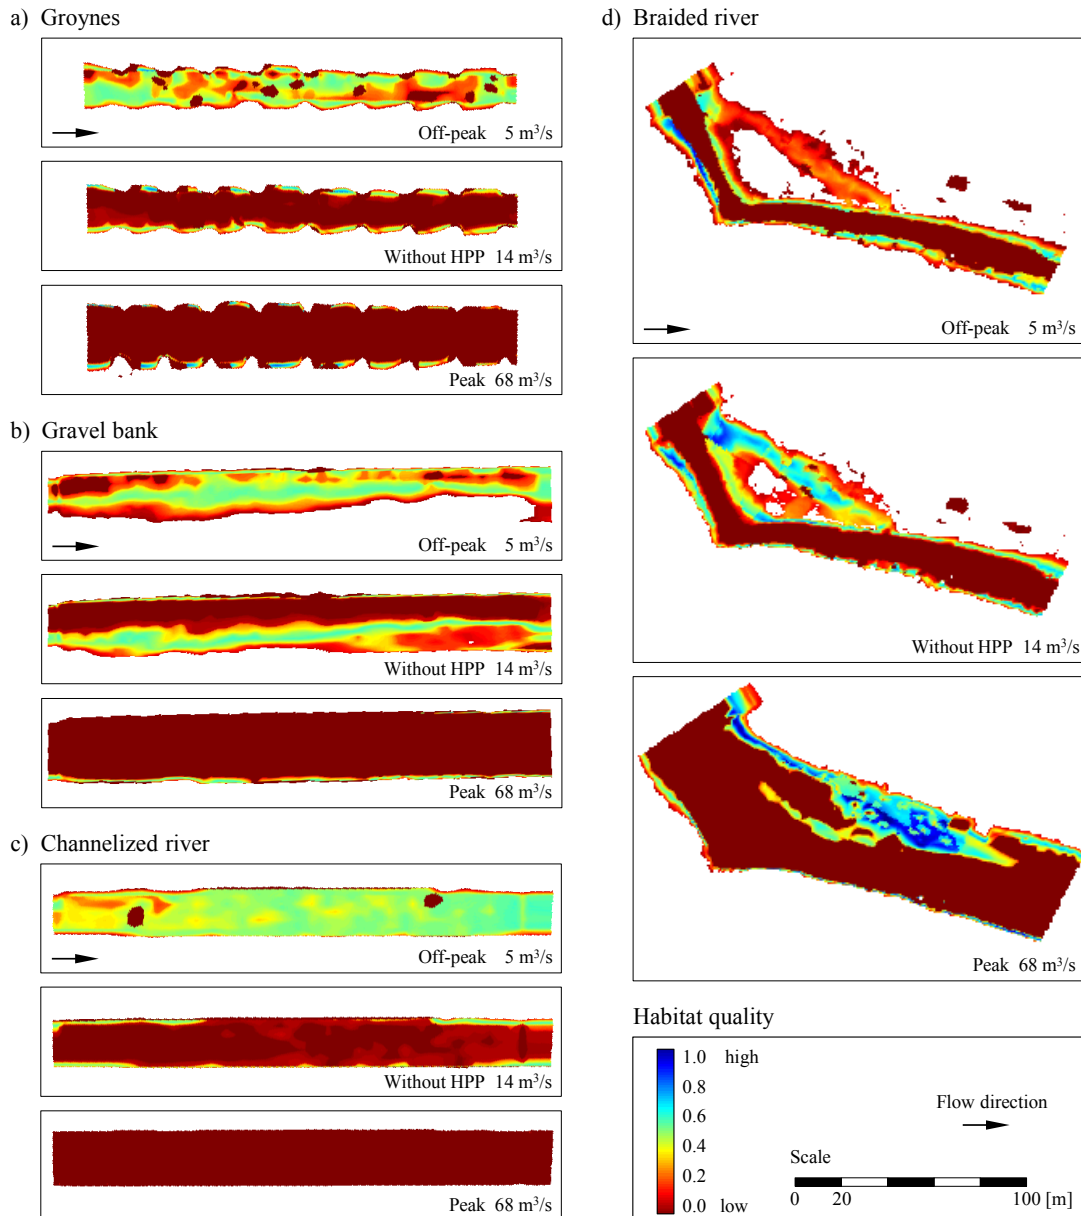 a) Groynes
Off-peak 5 m³/s
Without HPP 14 m³/s
Peak 68 m³/s
b) Gravel bank
Off-peak 5 m³/s
Without HPP 14 m³/s
Peak 68 m³/s
c) Channelized river
Off-peak 5 m³/s
Without HPP 14 m³/s
Peak 68 m³/s
d) Braided river
Off-peak 5 m³/s
Without HPP 14 m³/s
Peak 68 m³/s
Habitat quality
1.0 high
0.8
0.6
0.4
0.2
0.0 low
Flow direction
Scale
0 20 100 [m]